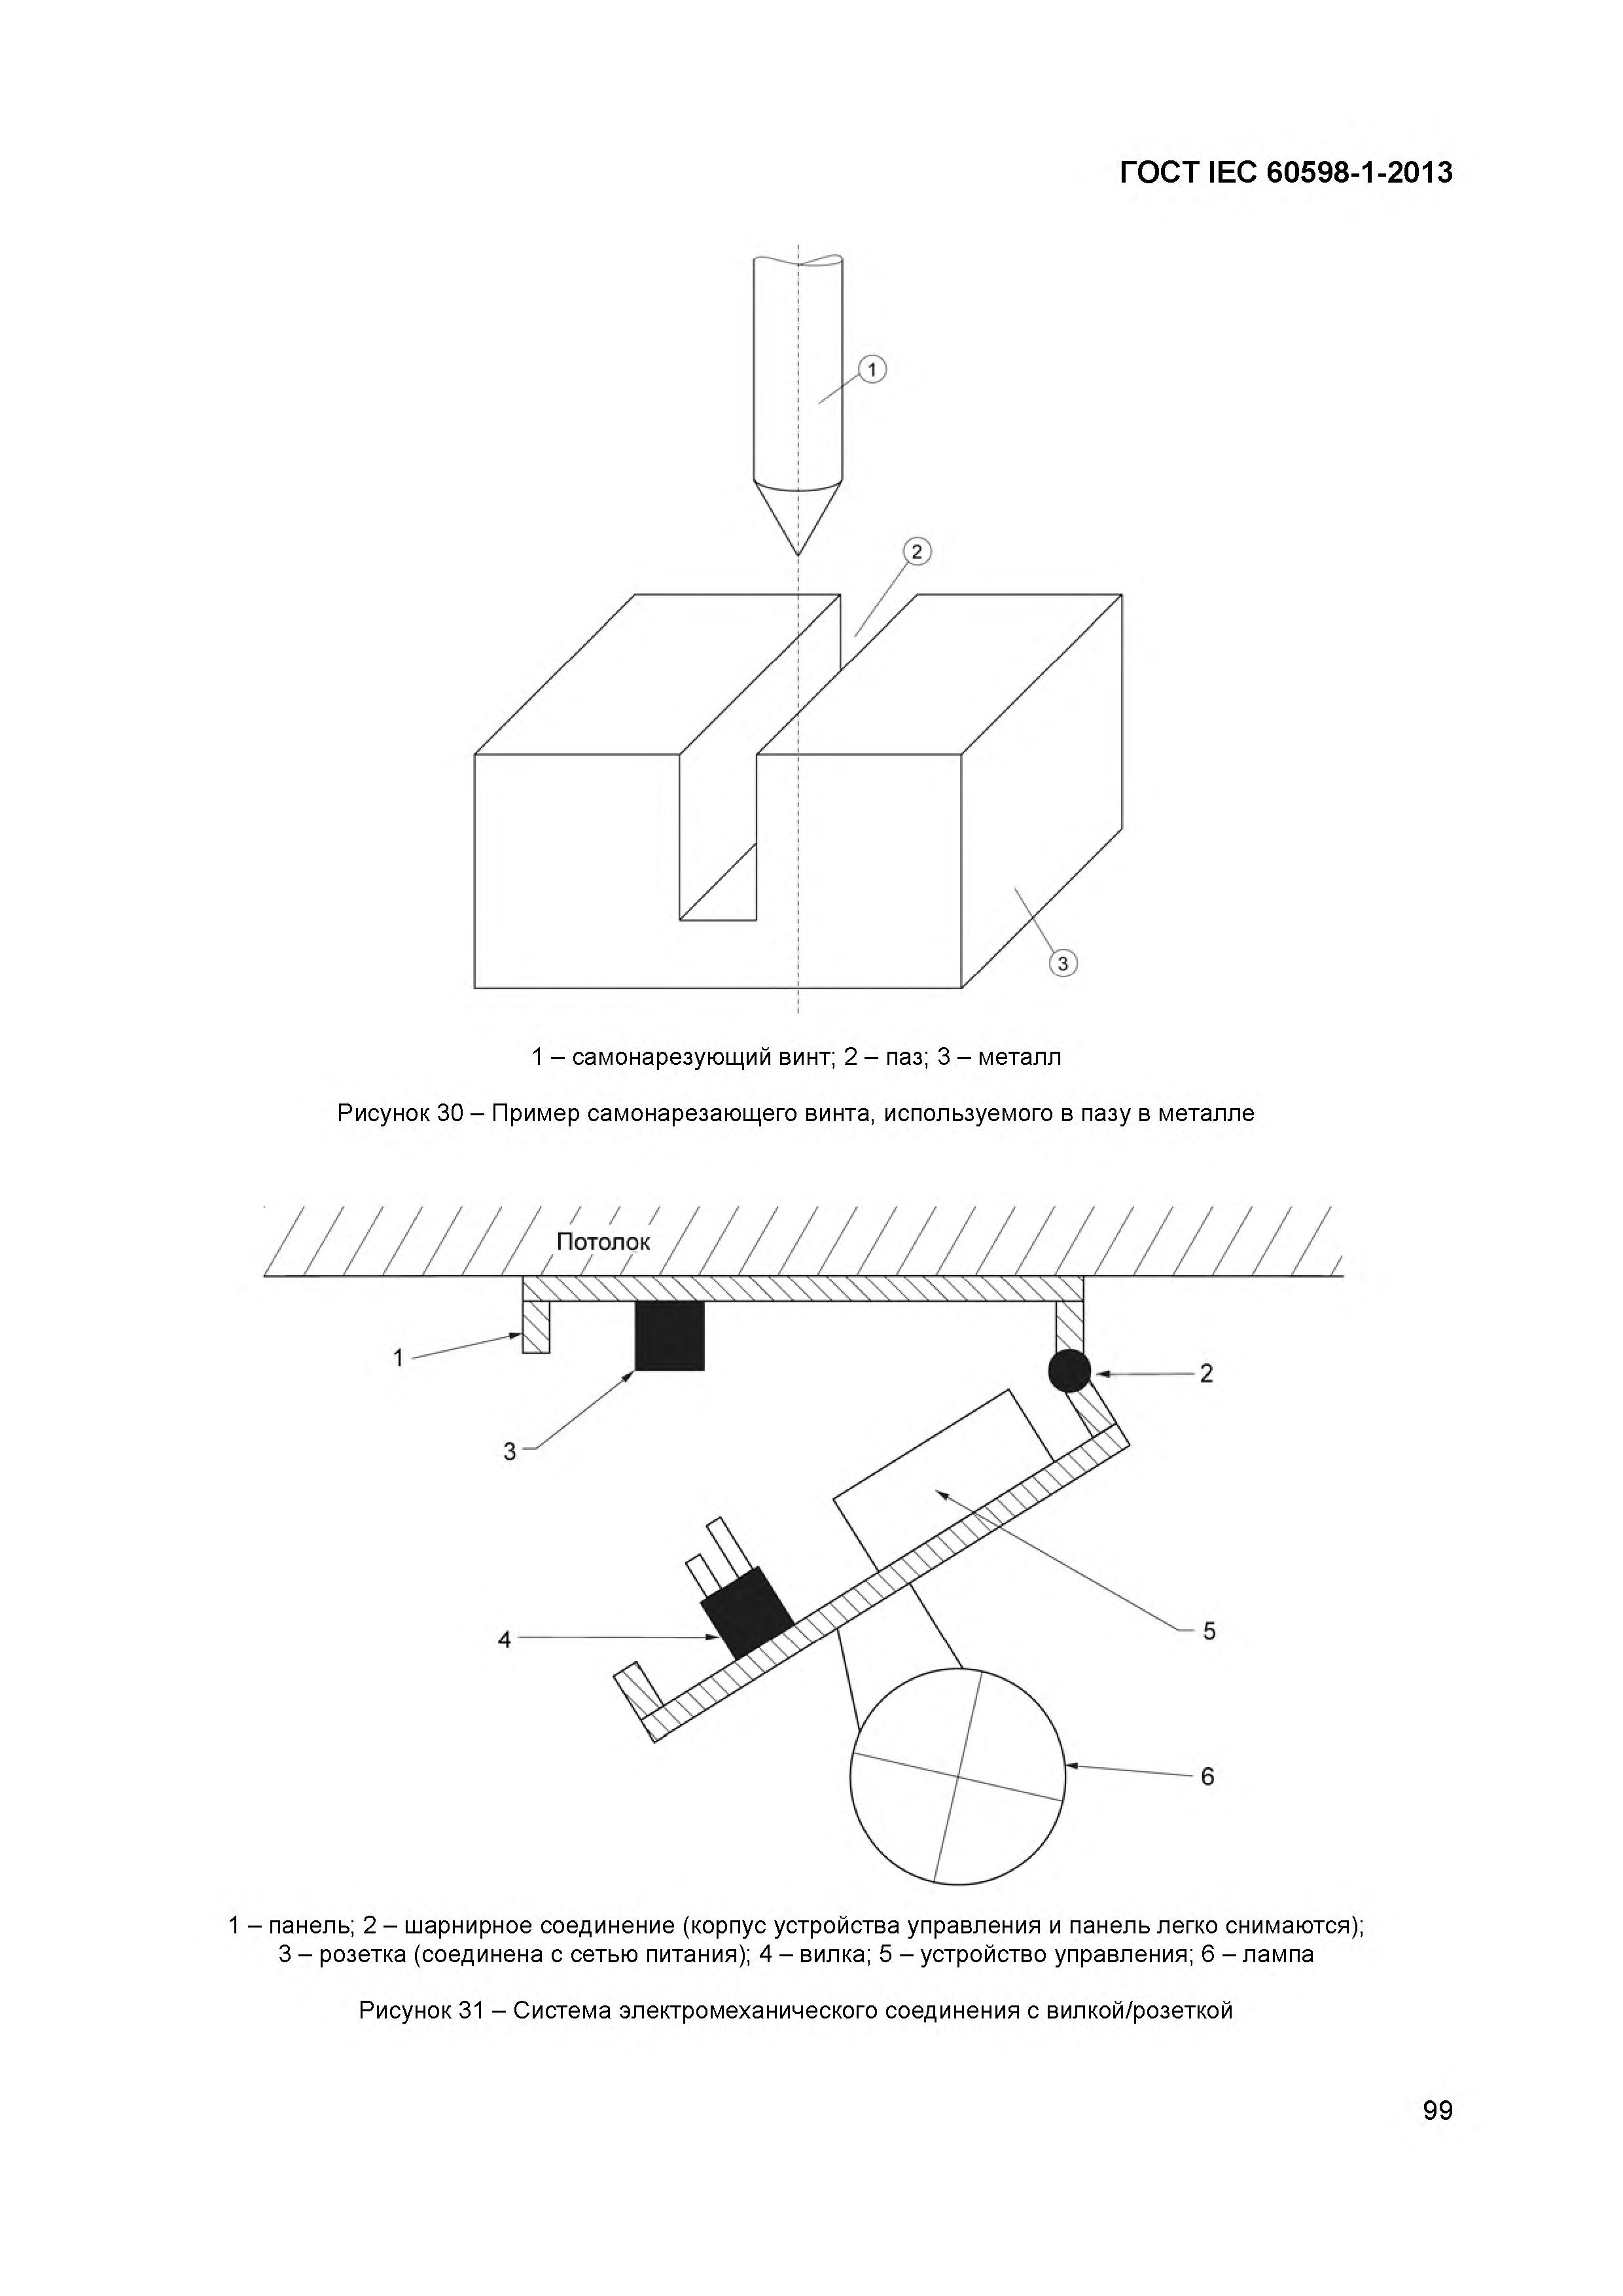 ГОСТ IEC 60598-1-2013
1
2
3
1 – самонарезующий винт; 2 – паз; 3 – металл
Рисунок 30 – Пример самонарезающего винта, используемого в пазу в металле
Потолок
1
2
3
4
5
6
1 – панель; 2 – шарнирное соединение (корпус устройства управления и панель легко снимаются);
3 – розетка (соединена с сетью питания); 4 – вилка; 5 – устройство управления; 6 – лампа
Рисунок 31 – Система электромеханического соединения с вилкой/розеткой
99